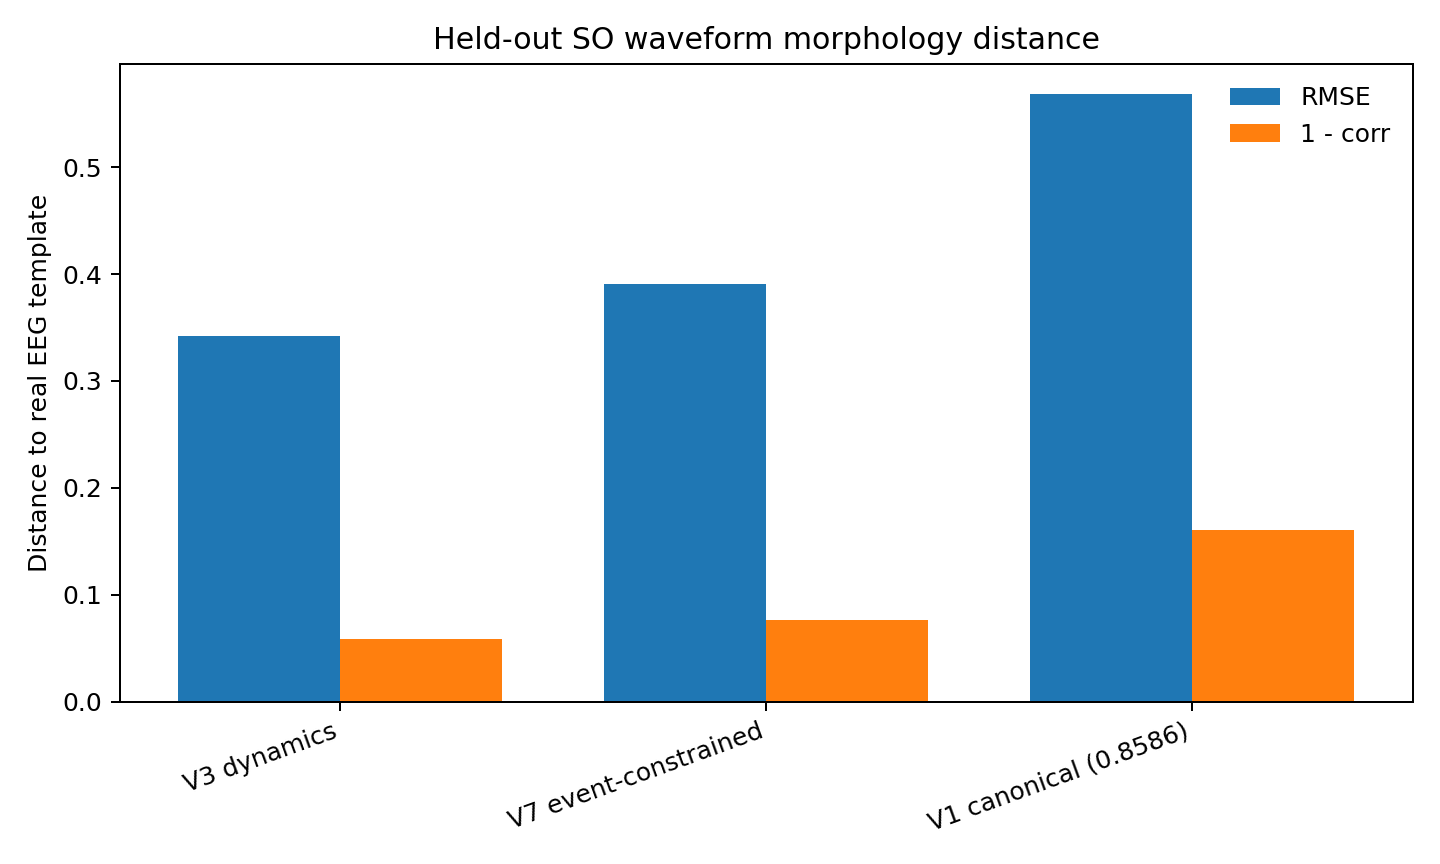 Held-out SO waveform morphology distance
RMSE
1 - corr
Distance to real EEG template
0.5
0.4
0.3
0.2
0.1
0.0
V3 dynamics
V7 event-constrained
V1 canonical (0.8586)